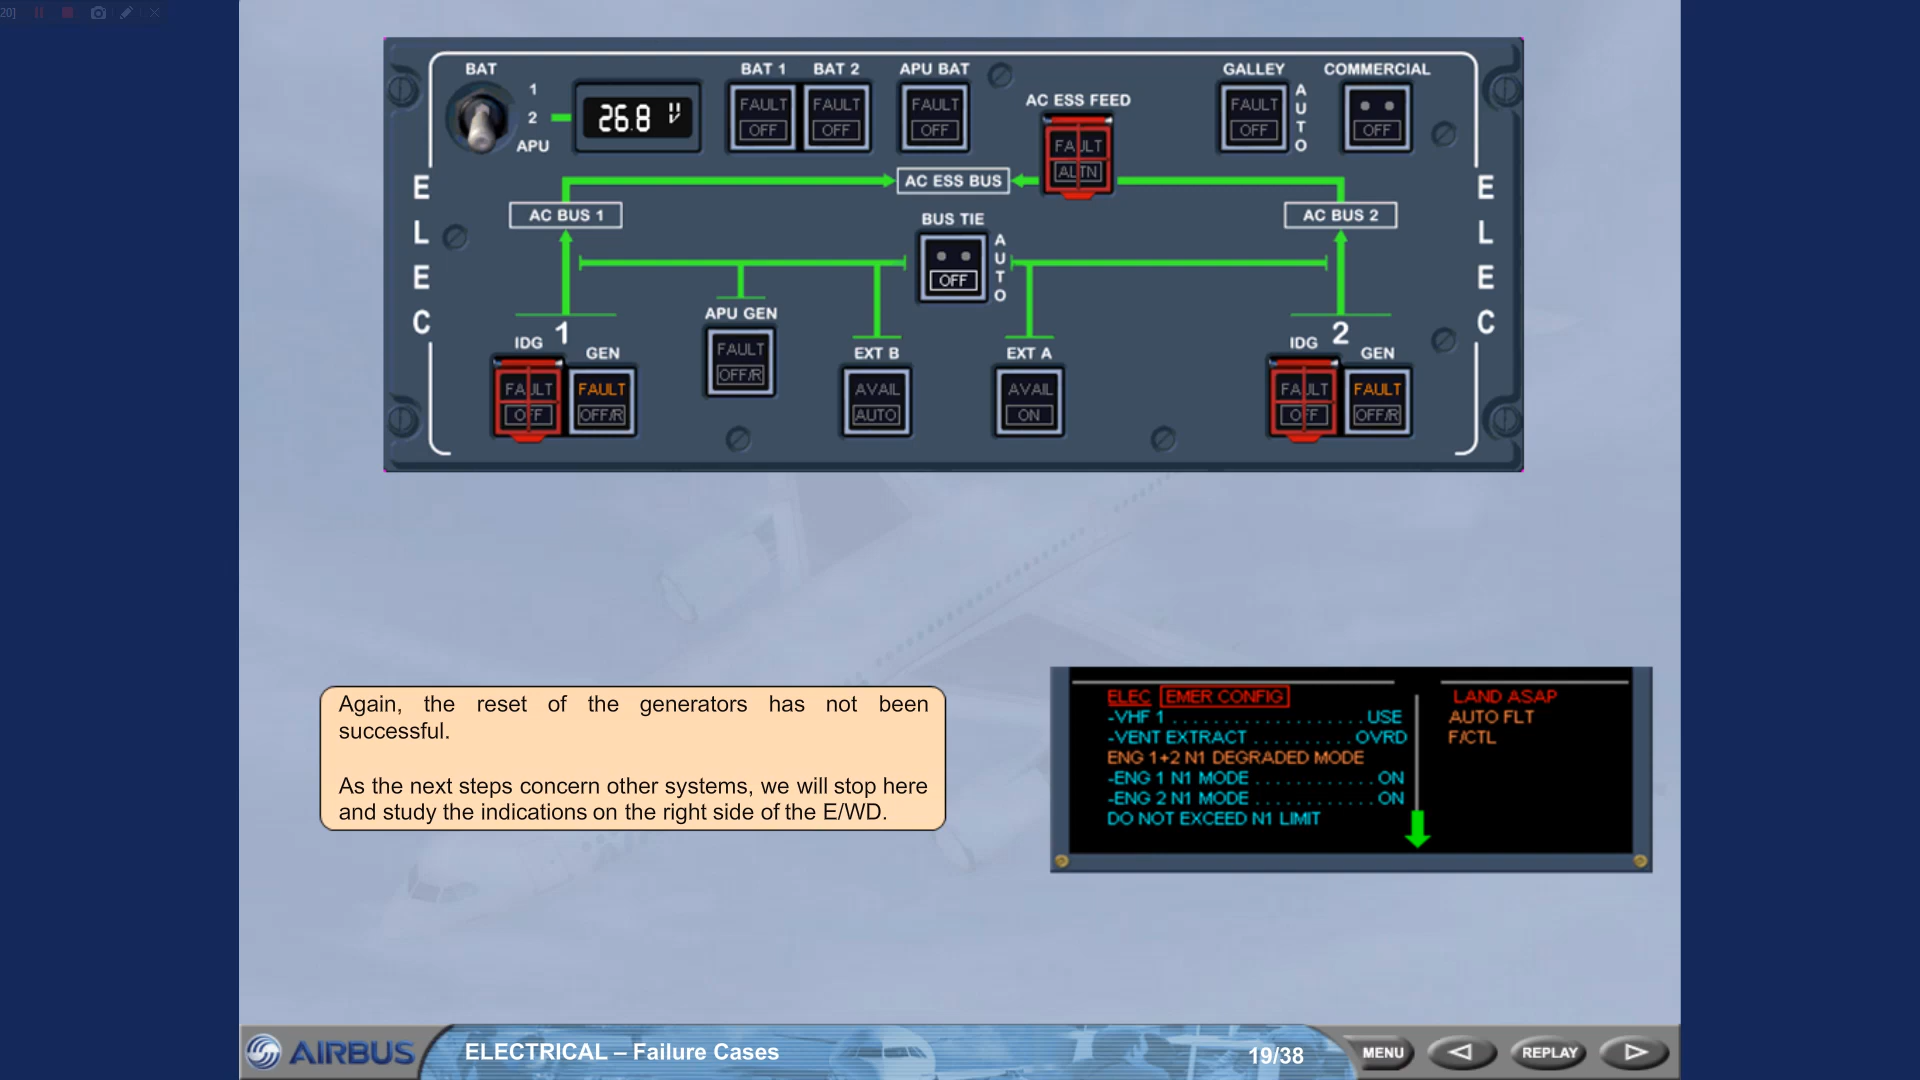 20]
BAT
1
2
APU
26.8 V
BAT 1
FAULT
OFF
BAT 2
FAULT
OFF
APU BAT
FAULT
OFF
AC ESS FEED
FAULT
ALTN
GALLEY
FAULT
OFF
AUTO
COMMERCIAL
OFF
ELEC
ELEC
AC ESS BUS
AC BUS 1
AC BUS 2
BUS TIE
OFF
AUTO
IDG
1
GEN
FAULT
OFF
FAULT
OFF/R
APU GEN
FAULT
OFF/R
EXT B
AVAIL
AUTO
EXT A
AVAIL
ON
IDG
2
GEN
FAULT
OFF
FAULT
OFF/R
Again, the reset of the generators has not been
successful.
As the next steps concern other systems, we will stop here
and study the indications on the right side of the E/WD.
ELEC EMER CONFIG
-VHF 1 .................... USE
-VENT EXTRACT .......... OVRD
ENG 1+2 N1 DEGRADED MODE
-ENG 1 N1 MODE ............ ON
-ENG 2 N1 MODE ............ ON
DO NOT EXCEED N1 LIMIT
LAND ASAP
AUTO FLT
F/CTL
AIRBUS
ELECTRICAL – Failure Cases
19/38
MENU
REPLAY